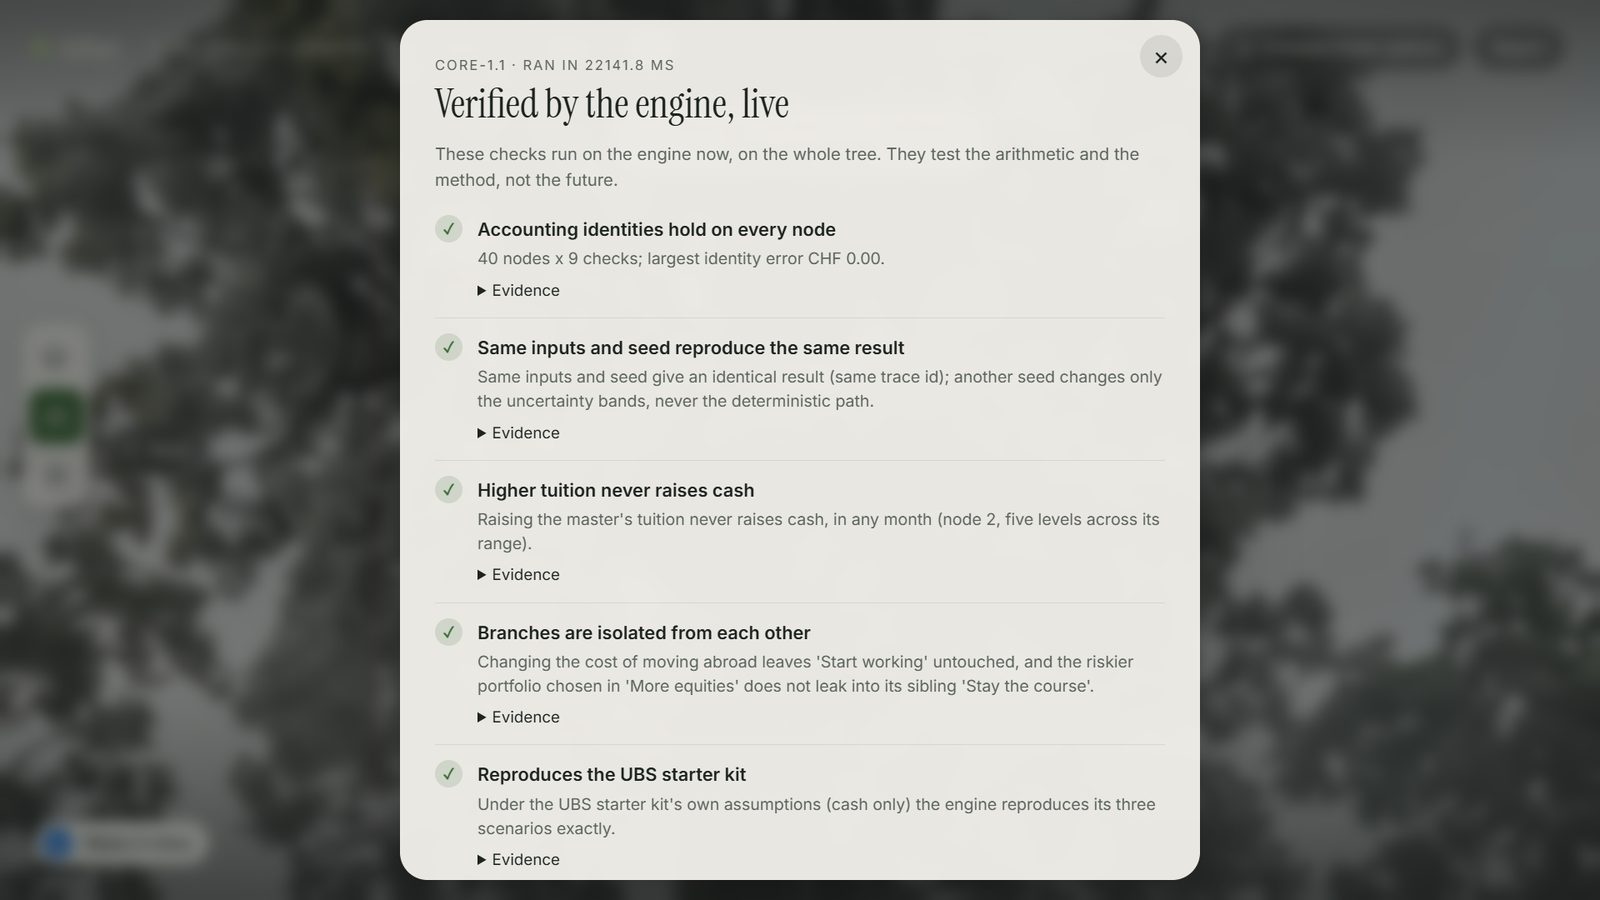 CORE-1.1 · RAN IN 22141.8 MS
Verified by the engine, live
These checks run on the engine now, on the whole tree. They test the arithmetic and the
method, not the future.
Accounting identities hold on every node
40 nodes x 9 checks; largest identity error CHF 0.00.
Evidence
Same inputs and seed reproduce the same result
Same inputs and seed give an identical result (same trace id); another seed changes only
the uncertainty bands, never the deterministic path.
Evidence
Higher tuition never raises cash
Raising the master's tuition never raises cash, in any month (node 2, five levels across its
range).
Evidence
Branches are isolated from each other
Changing the cost of moving abroad leaves 'Start working' untouched, and the riskier
portfolio chosen in 'More equities' does not leak into its sibling 'Stay the course'.
Evidence
Reproduces the UBS starter kit
Under the UBS starter kit's own assumptions (cash only) the engine reproduces its three
scenarios exactly.
Evidence